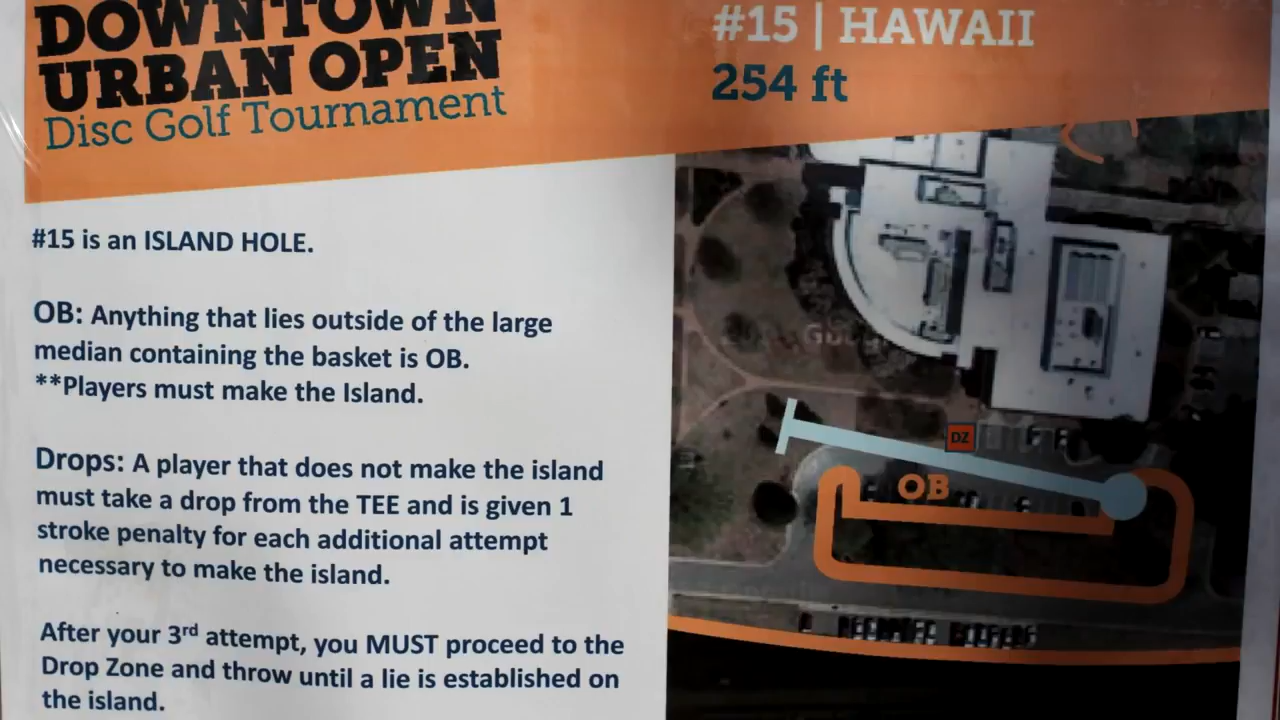 DOWNTOWN
URBAN OPEN
Disc Golf Tournament
#15 | HAWAII
254 ft
#15 is an ISLAND HOLE.
OB: Anything that lies outside of the large
median containing the basket is OB.
**Players must make the Island.
Drops: A player that does not make the island
must take a drop from the TEE and is given 1
stroke penalty for each additional attempt
necessary to make the island.
After your 3rd attempt, you MUST proceed to the
Drop Zone and throw until a lie is established on
the island.
DZ
OB